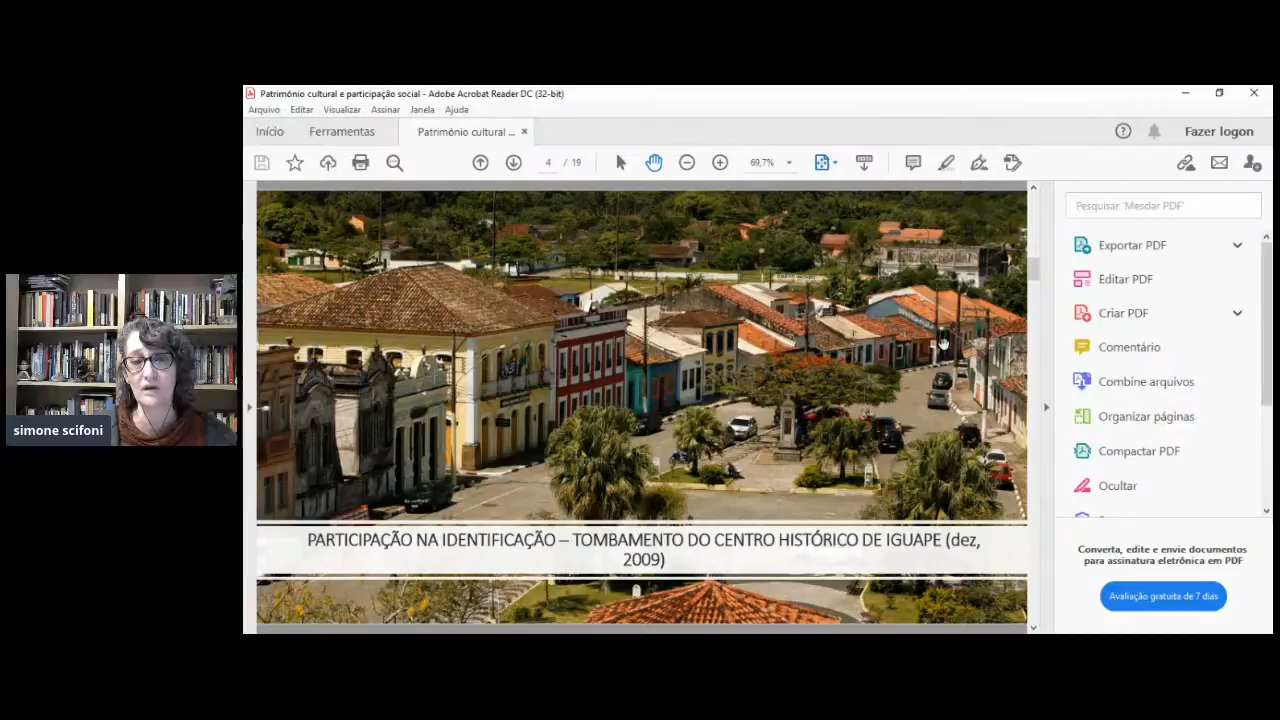 Patrimônio cultural e participação social - Adobe Acrobat Reader DC (32-bit)
Arquivo Editar Visualizar Assinar Janela Ajuda
Início Ferramentas Patrimônio cultural ... × Fazer logon
4 / 19 69,7%
Pesquisar 'Mesclar PDF'
Exportar PDF
Editar PDF
Criar PDF
Comentário
Combine arquivos
Organizar páginas
Compactar PDF
Ocultar
simone scifoni
PARTICIPAÇÃO NA IDENTIFICAÇÃO – TOMBAMENTO DO CENTRO HISTÓRICO DE IGUAPE (dez,
2009)
Converta, edite e envie documentos
para assinatura eletrônica em PDF
Avaliação gratuita de 7 dias